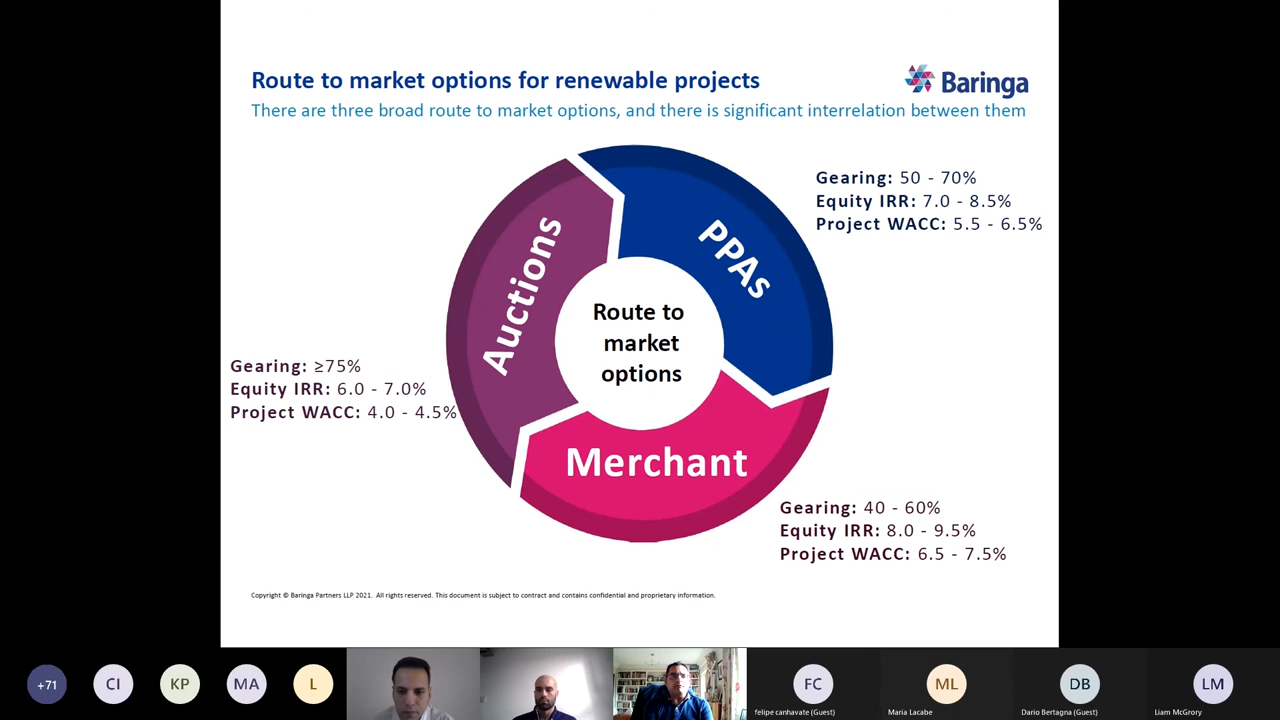 Route to market options for renewable projects
Baringa
There are three broad route to market options, and there is significant interrelation between them
Gearing: 50 - 70%
Equity IRR: 7.0 - 8.5%
Project WACC: 5.5 - 6.5%
PPAs
Auctions
Route to
market
options
Gearing: ≥75%
Equity IRR: 6.0 - 7.0%
Project WACC: 4.0 - 4.5%
Merchant
Gearing: 40 - 60%
Equity IRR: 8.0 - 9.5%
Project WACC: 6.5 - 7.5%
Copyright © Baringa Partners LLP 2021. All rights reserved. This document is subject to contract and contains confidential and proprietary information.
+71
CI
KP
MA
L
FC
ML
DB
LM
felipe canhavate (Guest)
Maria Lacabe
Dario Bertagna (Guest)
Liam McGrory